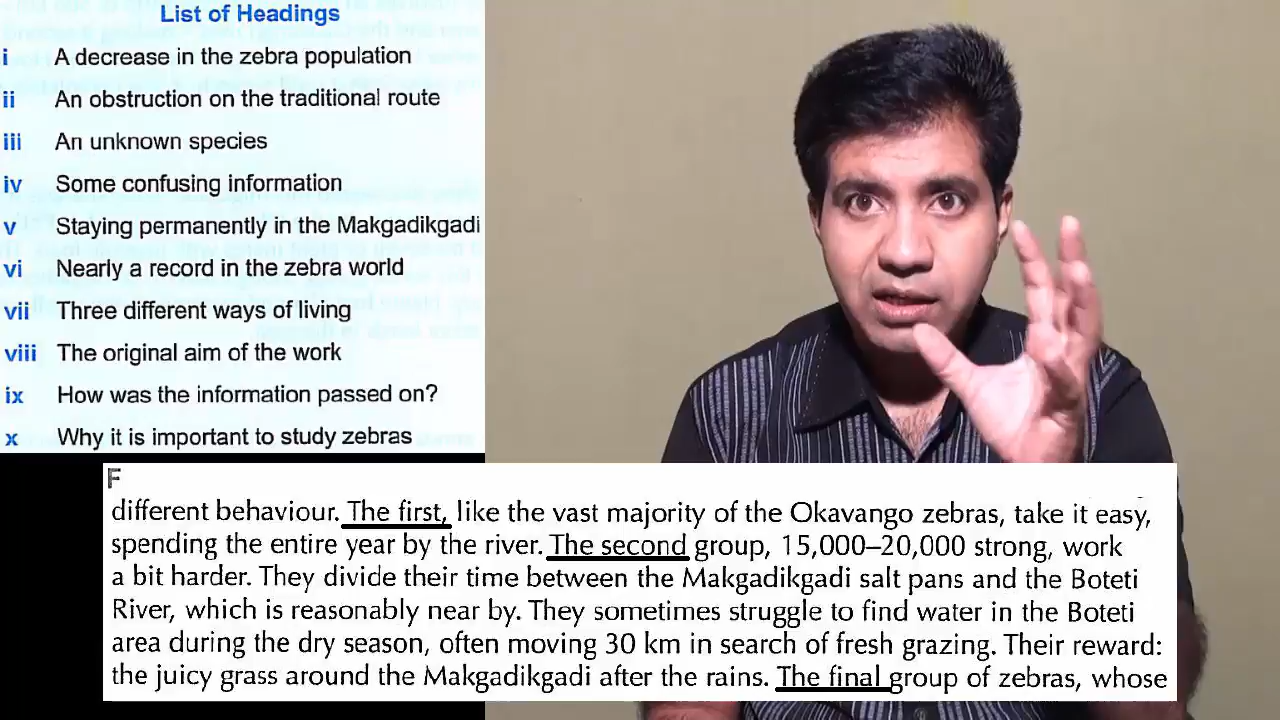 List of Headings
i A decrease in the zebra population
ii An obstruction on the traditional route
iii An unknown species
iv Some confusing information
v Staying permanently in the Makgadikgadi
vi Nearly a record in the zebra world
vii Three different ways of living
viii The original aim of the work
ix How was the information passed on?
x Why it is important to study zebras
F
different behaviour. The first, like the vast majority of the Okavango zebras, take it easy,
spending the entire year by the river. The second group, 15,000–20,000 strong, work
a bit harder. They divide their time between the Makgadikgadi salt pans and the Boteti
River, which is reasonably near by. They sometimes struggle to find water in the Boteti
area during the dry season, often moving 30 km in search of fresh grazing. Their reward:
the juicy grass around the Makgadikgadi after the rains. The final group of zebras, whose